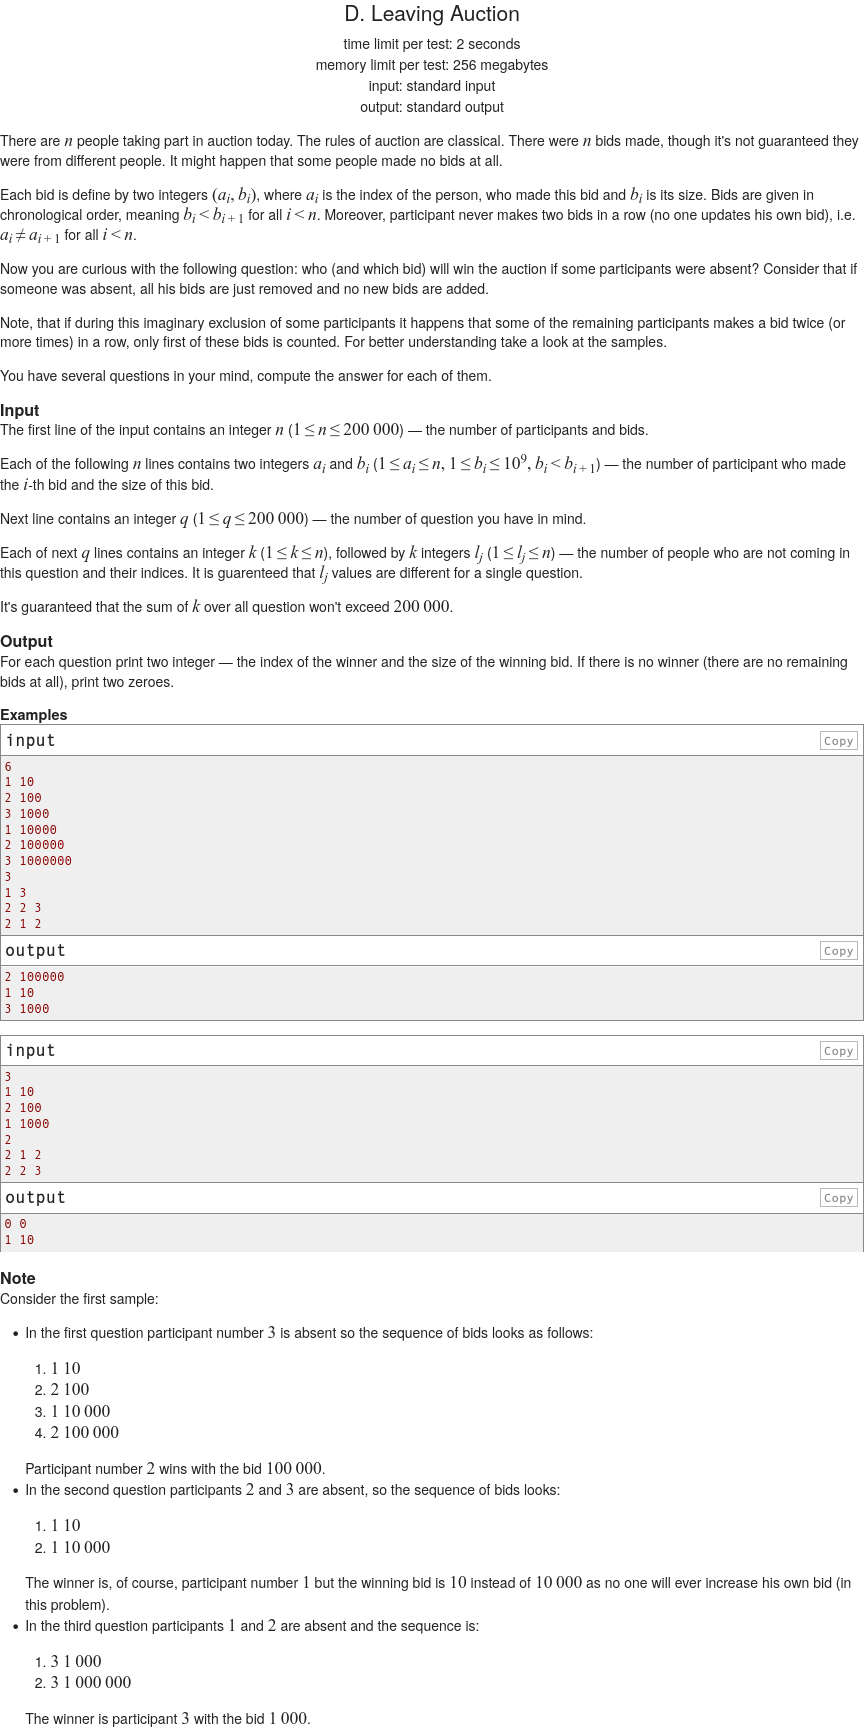 D. Leaving Auction
time limit per test: 2 seconds
memory limit per test: 256 megabytes
input: standard input
output: standard output
There are n people taking part in auction today. The rules of auction are classical. There were n bids made, though it's not guaranteed they
were from different people. It might happen that some people made no bids at all.
Each bid is define by two integers (a_i, b_i), where a_i is the index of the person, who made this bid and b_i is its size. Bids are given in
chronological order, meaning b_i < b_{i + 1} for all i < n. Moreover, participant never makes two bids in a row (no one updates his own bid), i.e.
a_i ≠ a_{i + 1} for all i < n.
Now you are curious with the following question: who (and which bid) will win the auction if some participants were absent? Consider that if
someone was absent, all his bids are just removed and no new bids are added.
Note, that if during this imaginary exclusion of some participants it happens that some of the remaining participants makes a bid twice (or
more times) in a row, only first of these bids is counted. For better understanding take a look at the samples.
You have several questions in your mind, compute the answer for each of them.
Input
The first line of the input contains an integer n (1 ≤ n ≤ 200 000) — the number of participants and bids.
Each of the following n lines contains two integers a_i and b_i (1 ≤ a_i ≤ n, 1 ≤ b_i ≤ 10^9, b_i < b_{i + 1}) — the number of participant who made
the i-th bid and the size of this bid.
Next line contains an integer q (1 ≤ q ≤ 200 000) — the number of question you have in mind.
Each of next q lines contains an integer k (1 ≤ k ≤ n), followed by k integers l_j (1 ≤ l_j ≤ n) — the number of people who are not coming in
this question and their indices. It is guarenteed that l_j values are different for a single question.
It's guaranteed that the sum of k over all question won't exceed 200 000.
Output
For each question print two integer — the index of the winner and the size of the winning bid. If there is no winner (there are no remaining
bids at all), print two zeroes.
Examples
input Copy
6
1 10
2 100
3 1000
1 10000
2 100000
3 1000000
3
1 3
2 2 3
2 1 2
output Copy
2 100000
1 10
3 1000
input Copy
3
1 10
2 100
1 1000
2
2 1 2
2 2 3
output Copy
0 0
1 10
Note
Consider the first sample:
• In the first question participant number 3 is absent so the sequence of bids looks as follows:
1. 1 10
2. 2 100
3. 1 10 000
4. 2 100 000
Participant number 2 wins with the bid 100 000.
• In the second question participants 2 and 3 are absent, so the sequence of bids looks:
1. 1 10
2. 1 10 000
The winner is, of course, participant number 1 but the winning bid is 10 instead of 10 000 as no one will ever increase his own bid (in
this problem).
• In the third question participants 1 and 2 are absent and the sequence is:
1. 3 1 000
2. 3 1 000 000
The winner is participant 3 with the bid 1 000.